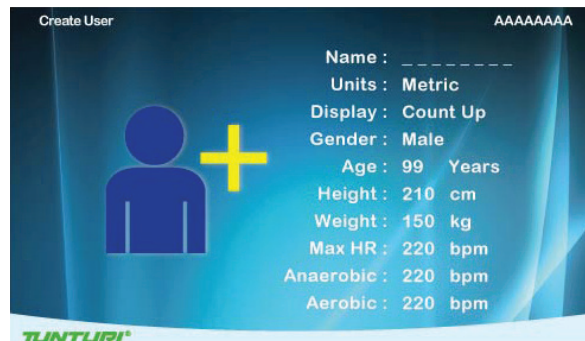 Create User
AAAAAAAA
Name : _ _ _ _ _ _ _ _
Units : Metric
Display : Count Up
Gender : Male
Age : 99 Years
Height : 210 cm
Weight : 150 kg
Max HR : 220 bpm
Anaerobic : 220 bpm
Aerobic : 220 bpm
TUNTURI®